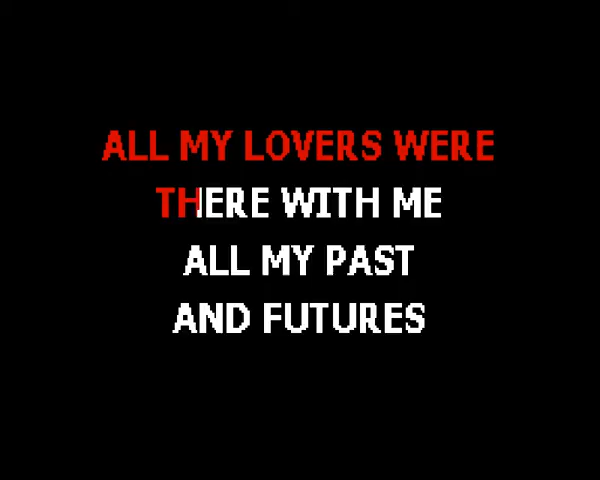 ALL MY LOVERS WERE
THERE WITH ME
ALL MY PAST
AND FUTURES